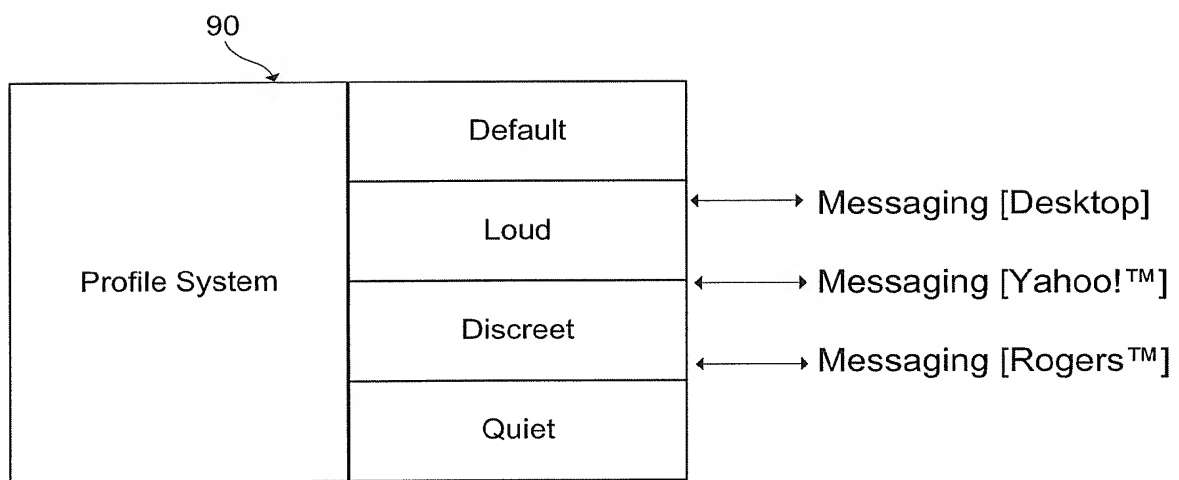 90
Default
Loud
Profile System
Discreet
Quiet
Messaging [Desktop]
Messaging [Yahoo!™]
Messaging [Rogers™]